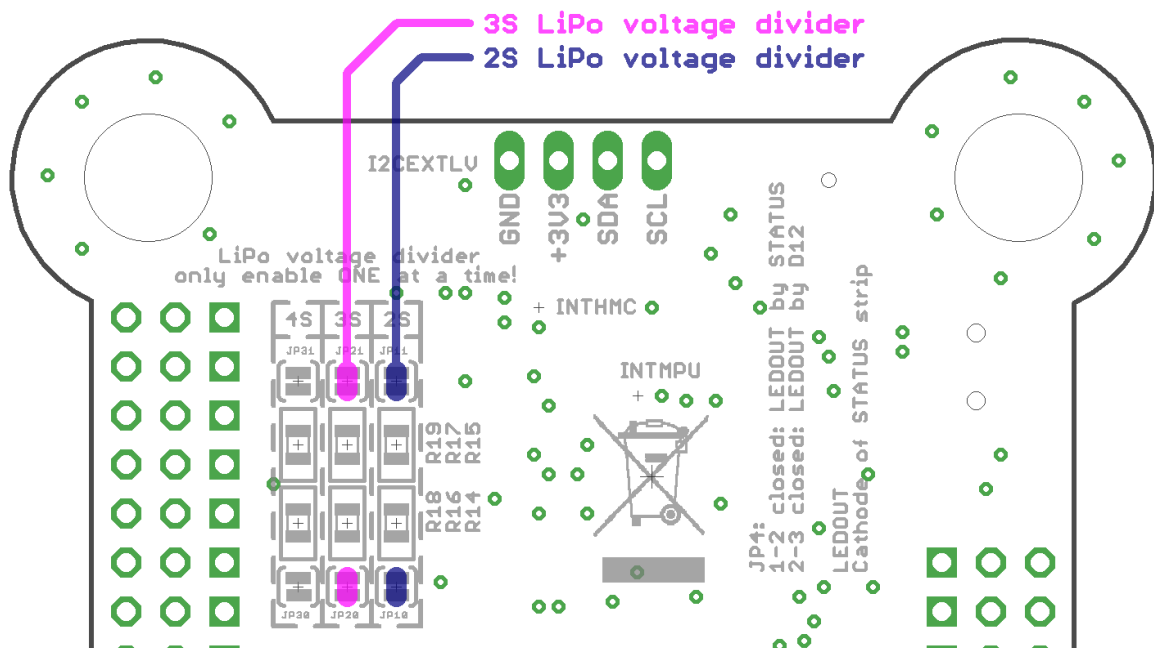 3S LiPo voltage divider
2S LiPo voltage divider
I2CEXTLV
GND
+3V3
SDA
SCL
LiPo voltage divider
only enable ONE at a time!
4S
3S
2S
JP31
JP21
JP11
INTHMC
INTMPU
R19
R17
R15
R18
R16
R14
JP30
JP20
JP10
JP4:
1-2 closed: LEDOUT by STATUS
2-3 closed: LEDOUT by D12
LEDOUT
Cathode of STATUS strip